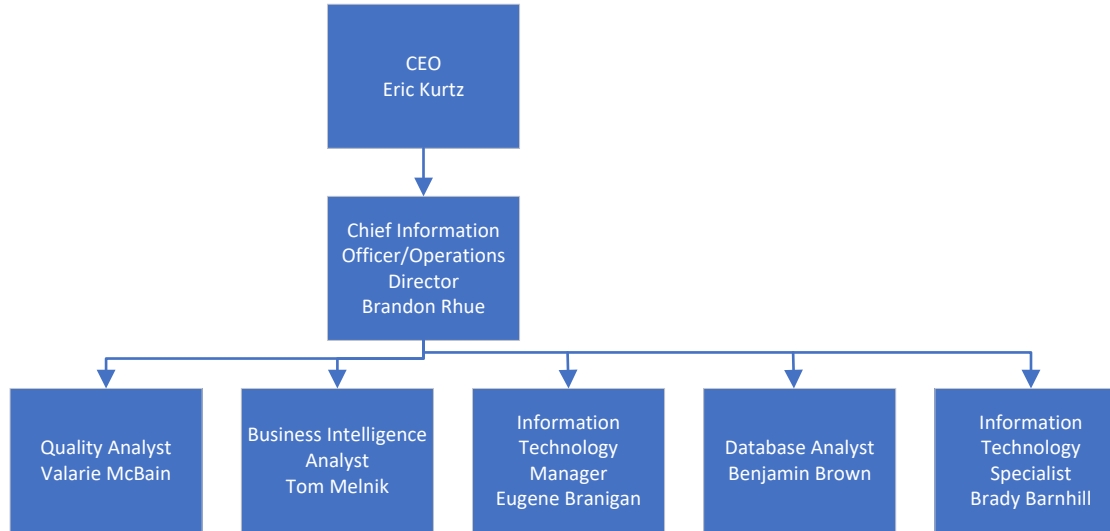 CEO
Eric Kurtz
Chief Information
Officer/Operations
Director
Brandon Rhue
Quality Analyst
Valarie McBain
Business Intelligence
Analyst
Tom Melnik
Information
Technology
Manager
Eugene Branigan
Database Analyst
Benjamin Brown
Information
Technology
Specialist
Brady Barnhill